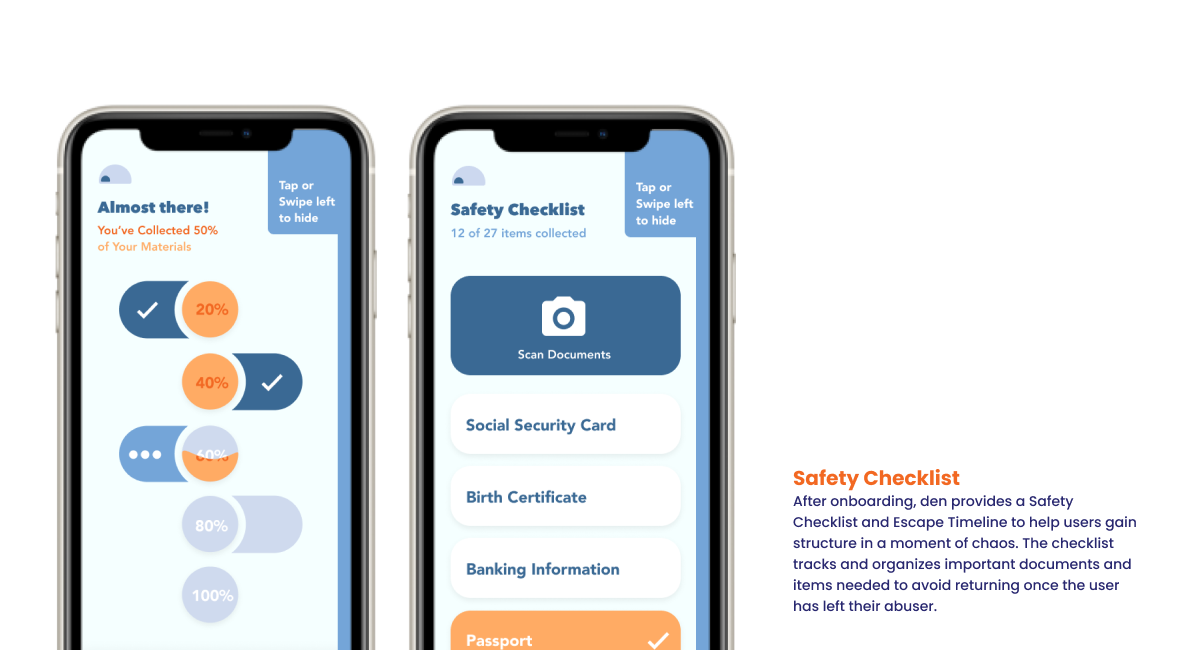 Tap or
Swipe left
to hide
Almost there!
You've Collected 50%
of Your Materials
20%
40%
60%
80%
100%
Tap or
Swipe left
to hide
Safety Checklist
12 of 27 items collected
Scan Documents
Social Security Card
Birth Certificate
Banking Information
Passport
Safety Checklist
After onboarding, den provides a Safety
Checklist and Escape Timeline to help users gain
structure in a moment of chaos. The checklist
tracks and organizes important documents and
items needed to avoid returning once the user
has left their abuser.